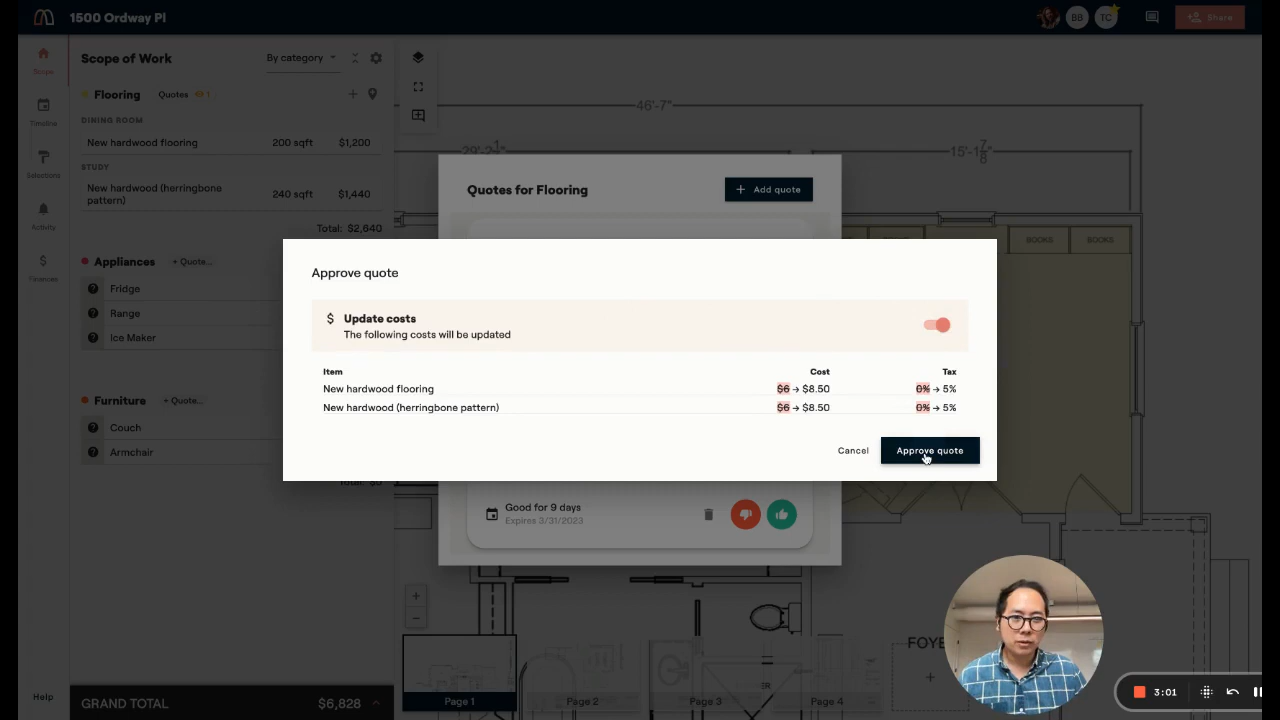 1500 Ordway Pl
BB
TC
Share
Scope
Timeline
Selections
Activity
Finances
Help
Scope of Work
By category
Flooring
Quotes
1
DINING ROOM
New hardwood flooring
200 sqft
$1,200
STUDY
New hardwood (herringbone
pattern)
240 sqft
$1,440
Total: $2,640
Appliances
+ Quote...
Fridge
Range
Ice Maker
Furniture
+ Quote...
Couch
Armchair
Total: $0
GRAND TOTAL
$6,828
46'-7"
29'-2 1/
15'-1 7/8"
BOOKS
BOOKS
Quotes for Flooring
+ Add quote
Approve quote
$
Update costs
The following costs will be updated
Item
Cost
Tax
New hardwood flooring
$6 → $8.50
0% → 5%
New hardwood (herringbone pattern)
$6 → $8.50
0% → 5%
Cancel
Approve quote
Good for 9 days
Expires 3/31/2023
FOYE
Page 1
Page 2
Page 3
Page 4
3:01